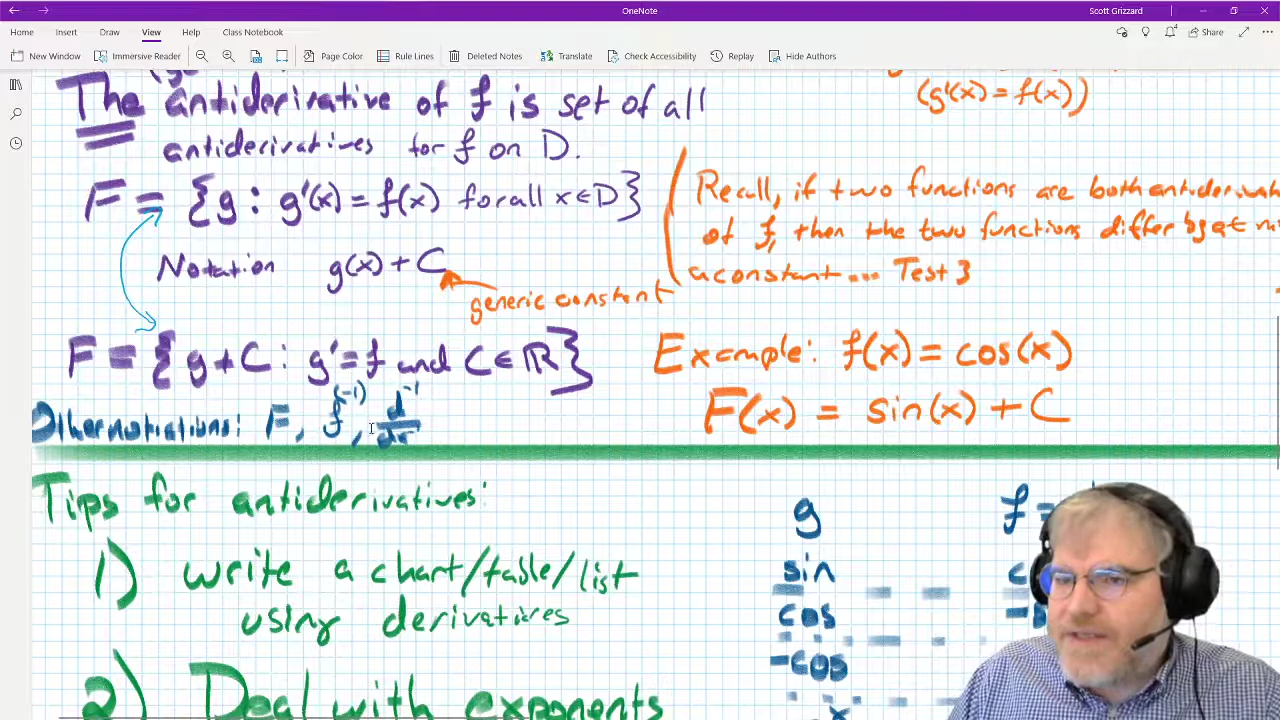 OneNote
Scott Grizzard
Home Insert Draw View Help Class Notebook
Share
New Window Immersive Reader Page Color Rule Lines Deleted Notes Translate Check Accessibility Replay Hide Authors
The antiderivative of f is set of all
antiderivatives for f on D.
F = {g : g'(x) = f(x) for all x ∈ D}
Notation g(x) + C
generic constant
F = {g + C : g' = f and C ∈ ℝ}
Other notations: F, f^(-1), d^-1/dx
(g'(x) = f(x))
Recall, if two functions are both
of f, then the two functions differ by at
a constant... Test 3
Example: f(x) = cos(x)
F(x) = sin(x) + C
Tips for antiderivatives:
1) write a chart/table/list
using derivatives
2) Deal with exponents
g f =
sin
cos
-cos